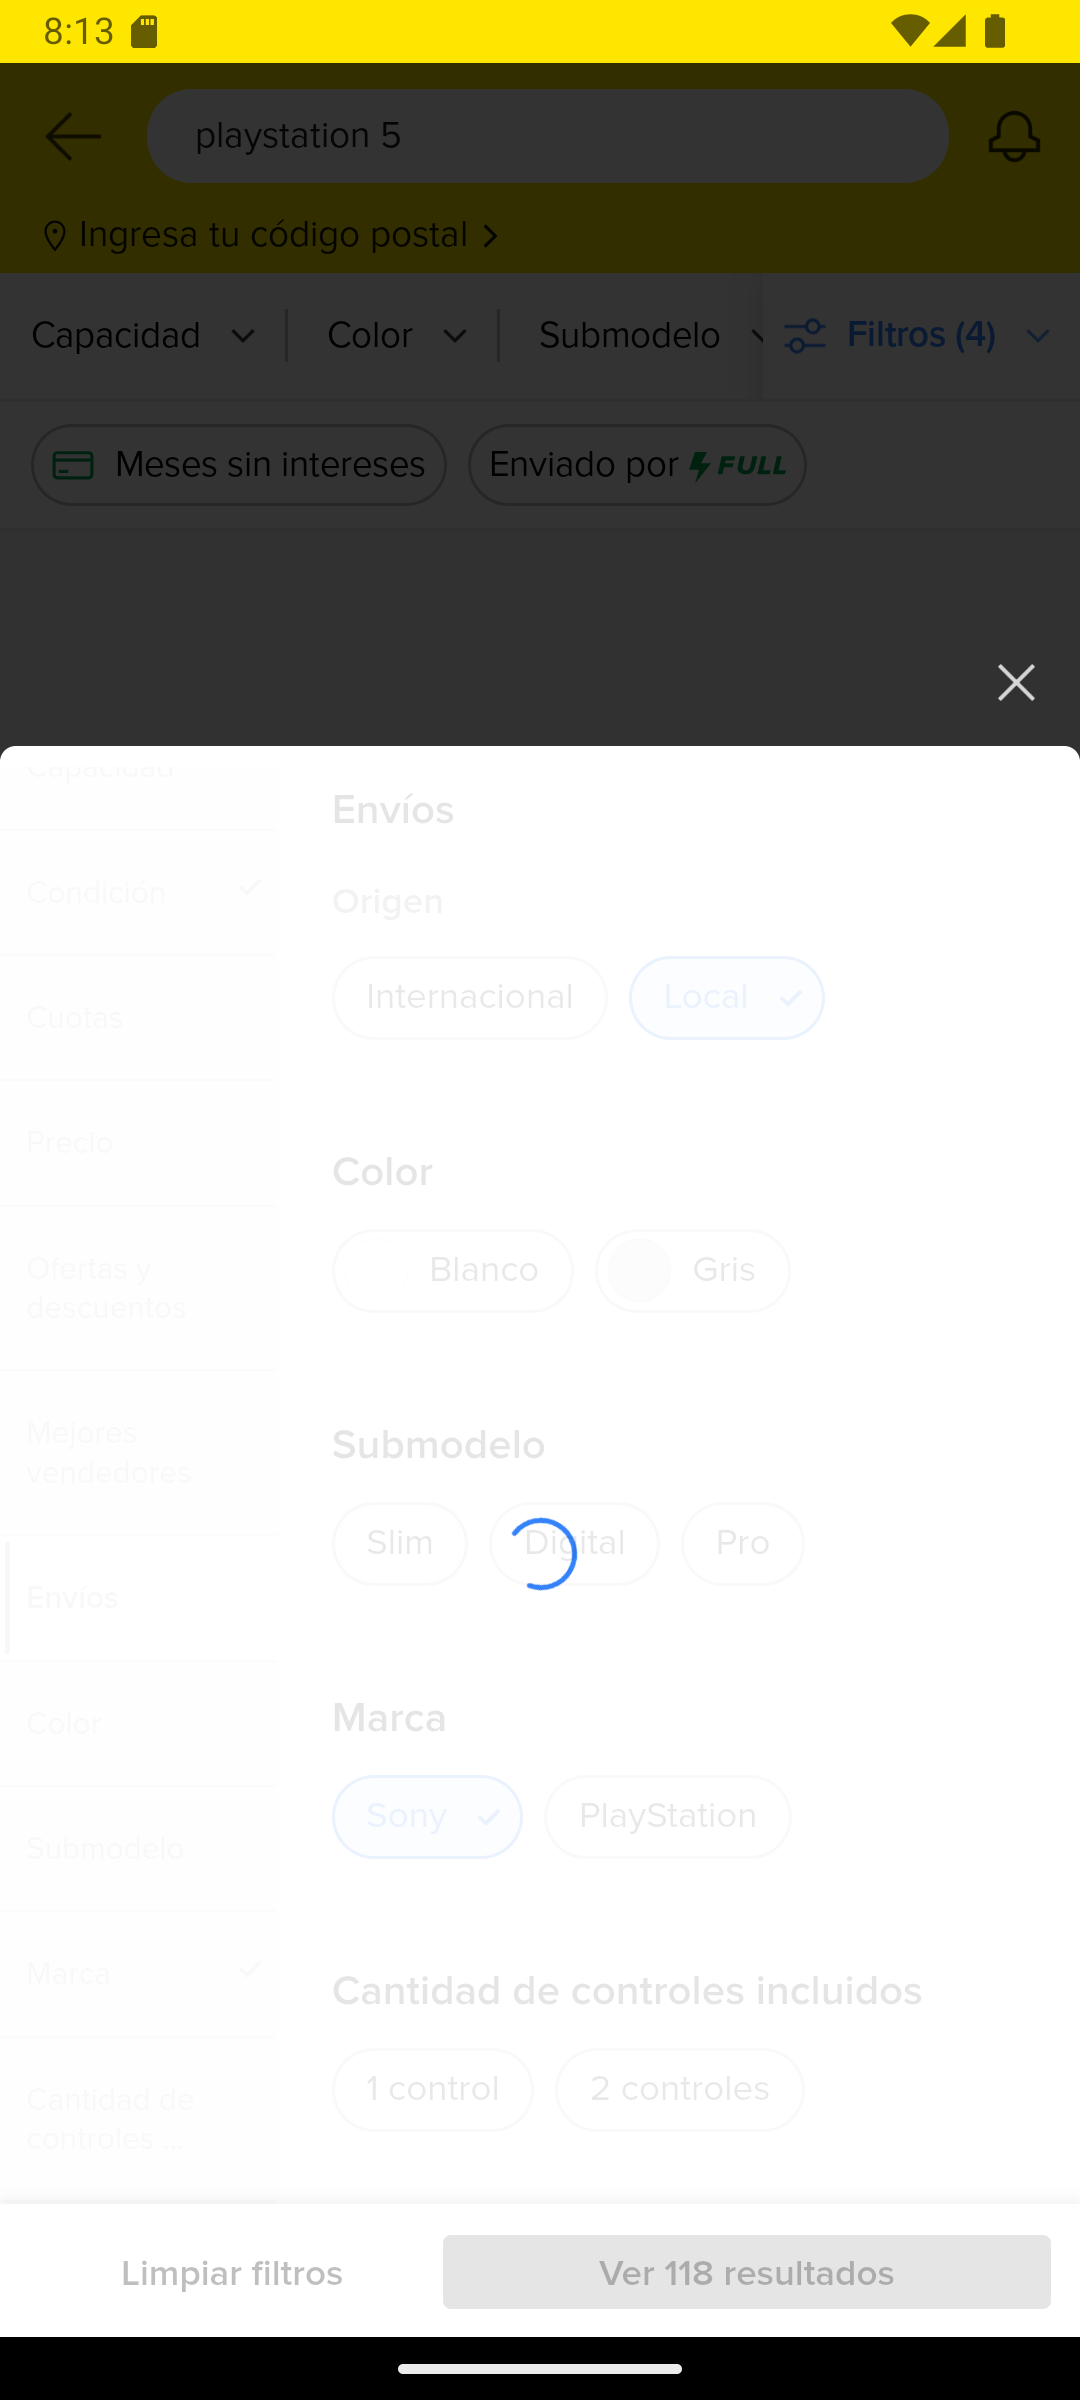 8:13
playstation 5
Ingresa tu código postal
Capacidad
Color
Submodelo
Filtros (4)
Meses sin intereses
Enviado por FULL
Capacidad
Condición
Cuotas
Precio
Ofertas y
descuentos
Mejores
vendedores
Envíos
Color
Submodelo
Marca
Cantidad de
controles ...
Envíos
Origen
Internacional
Local
Color
Blanco
Gris
Submodelo
Slim
Digital
Pro
Marca
Sony
PlayStation
Cantidad de controles incluidos
1 control
2 controles
Limpiar filtros
Ver 118 resultados